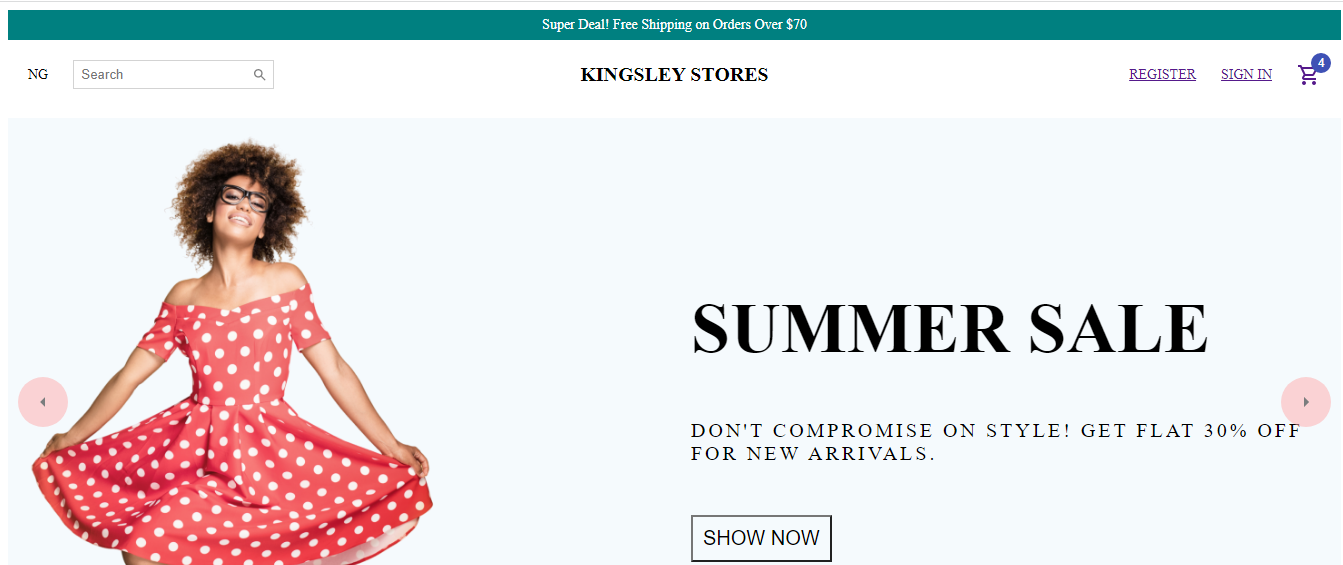 Super Deal! Free Shipping on Orders Over $70
NG
Search
KINGSLEY STORES
REGISTER
SIGN IN
4
SUMMER SALE
DON'T COMPROMISE ON STYLE! GET FLAT 30% OFF
FOR NEW ARRIVALS.
SHOW NOW